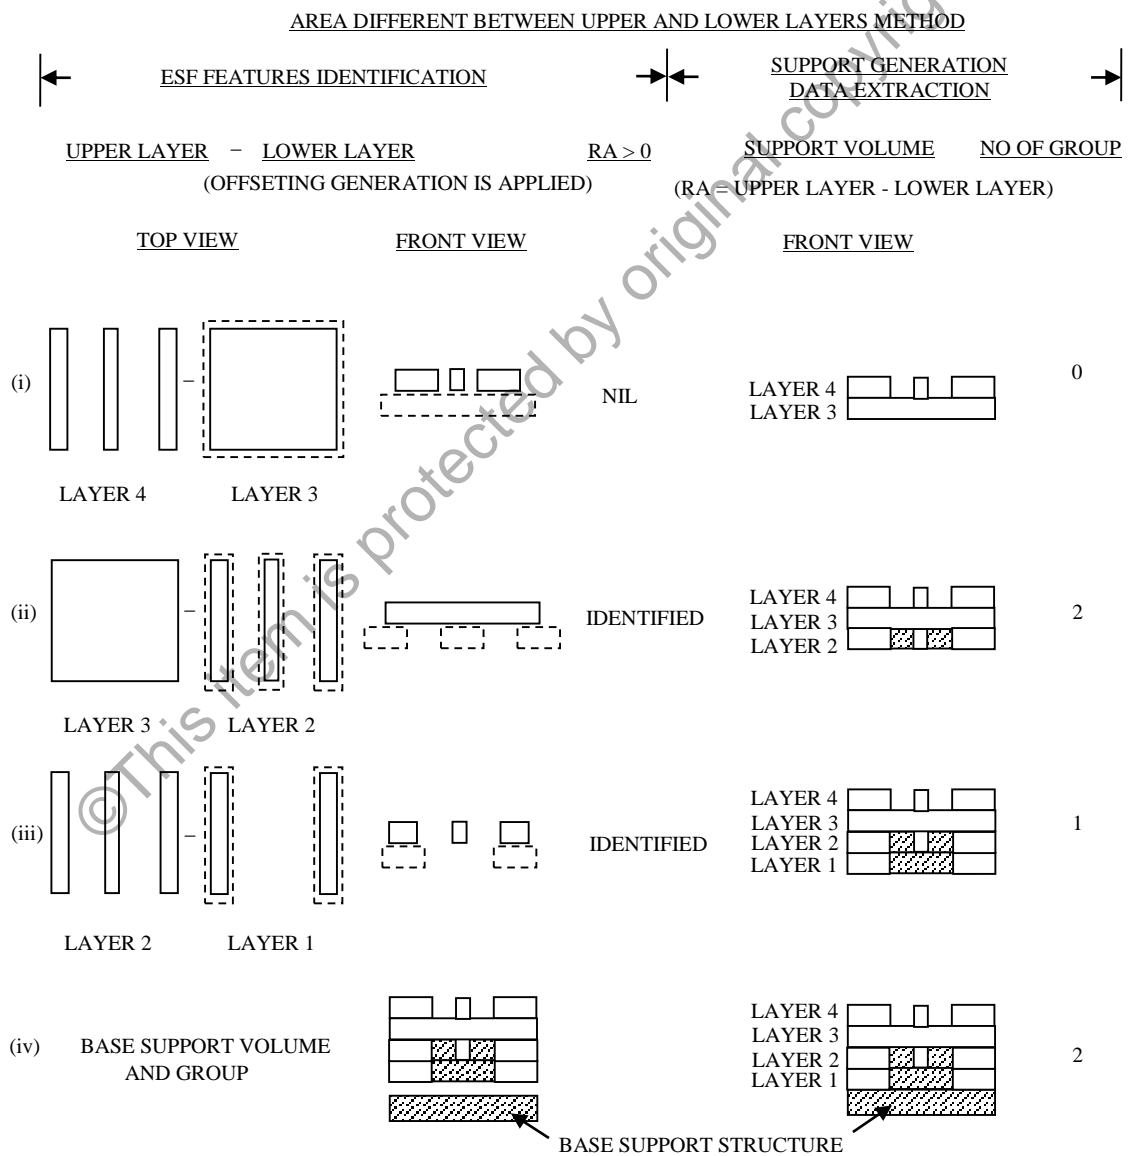 AREA DIFFERENT BETWEEN UPPER AND LOWER LAYERS METHOD
ESF FEATURES IDENTIFICATION
SUPPORT GENERATION
DATA EXTRACTION
UPPER LAYER − LOWER LAYER RA > 0
(OFFSETING GENERATION IS APPLIED)
SUPPORT VOLUME NO OF GROUP
(RA = UPPER LAYER - LOWER LAYER)
TOP VIEW FRONT VIEW FRONT VIEW
(i) − NIL 0
LAYER 4
LAYER 3
LAYER 4 LAYER 3
(ii) − IDENTIFIED 2
LAYER 4
LAYER 3
LAYER 2
LAYER 3 LAYER 2
(iii) − IDENTIFIED 1
LAYER 4
LAYER 3
LAYER 2
LAYER 1
LAYER 2 LAYER 1
(iv) BASE SUPPORT VOLUME
AND GROUP
LAYER 4
LAYER 3
LAYER 2
LAYER 1
2
BASE SUPPORT STRUCTURE
©This item is protected by original copyrig